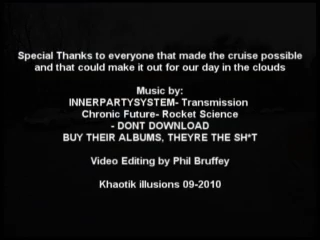 Special Thanks to everyone that made the cruise possible
and that could make it out for our day in the clouds
Music by:
INNERPARTYSYSTEM- Transmission
Chronic Future- Rocket Science
- DONT DOWNLOAD
BUY THEIR ALBUMS, THEYRE THE SH*T
Video Editing by Phil Bruffey
Khaotik illusions 09-2010